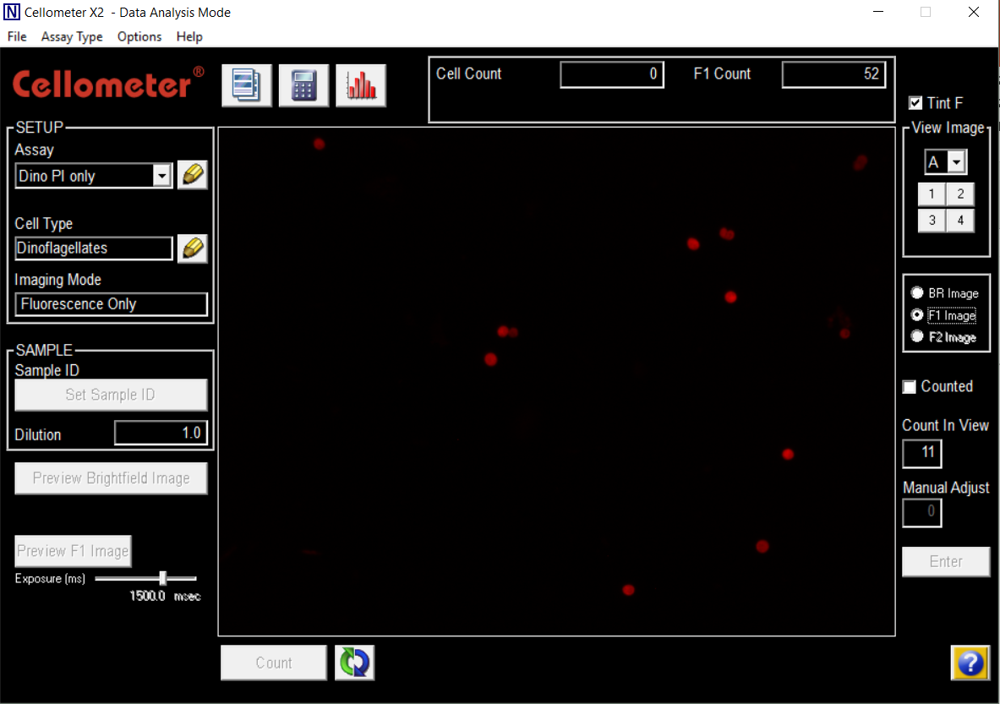 N Cellometer X2 - Data Analysis Mode
File Assay Type Options Help
Cellometer®
Cell Count 0 F1 Count 52
Tint F
SETUP
Assay
Dino PI only
Cell Type
Dinoflagellates
Imaging Mode
Fluorescence Only
SAMPLE
Sample ID
Set Sample ID
Dilution 1.0
Preview Brightfield Image
Preview F1 Image
Exposure (ms)
1500.0 msec
Count
View Image
A
1 2
3 4
BR Image
F1 Image
F2 Image
Counted
Count In View
11
Manual Adjust
0
Enter
?